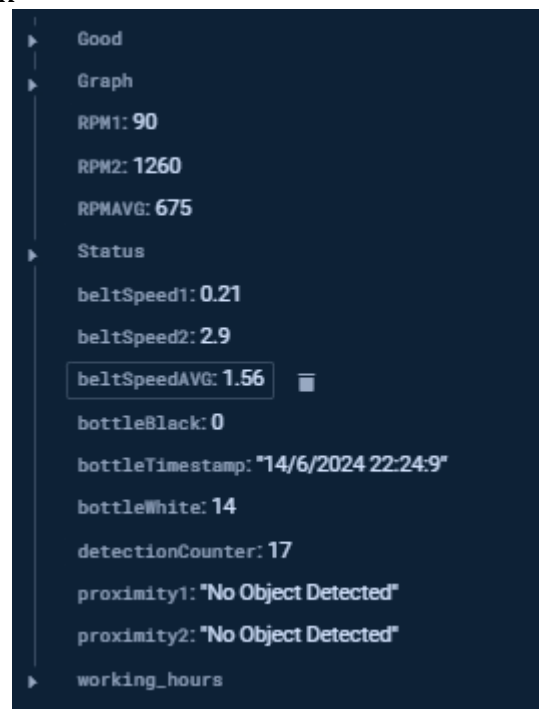 Good
Graph
RPM1: 90
RPM2: 1260
RPMAVG: 675
Status
beltSpeed1: 0.21
beltSpeed2: 2.9
beltSpeedAVG: 1.56
bottleBlack: 0
bottleTimestamp: "14/6/2024 22:24:9"
bottleWhite: 14
detectionCounter: 17
proximity1: "No Object Detected"
proximity2: "No Object Detected"
working_hours